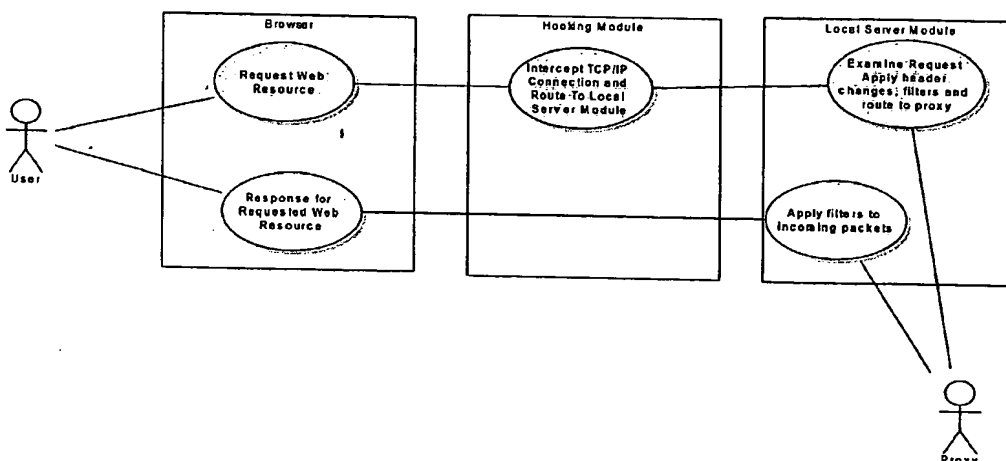 Browser
Hooking Module
Local Server Module
Request Web
Resource
Intercept TCP/IP
Connection and
Route To Local
Server Module
Examine Request
Apply header
changes, filters and
route to proxy
User
Response for
Requested Web
Resource
Apply filters to
Incoming packets
Proxy